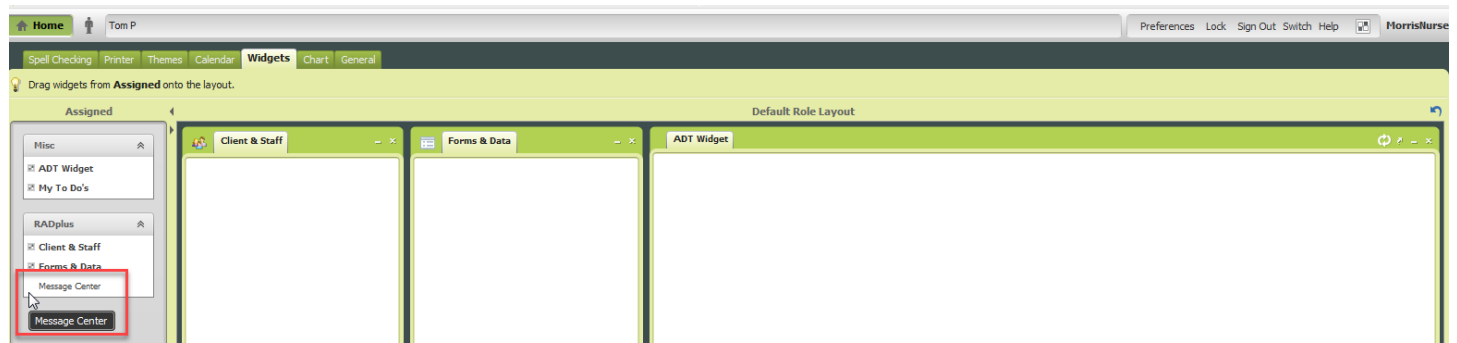 Home Tom P Preferences Lock Sign Out Switch Help MorrisNurse
Spell Checking Printer Themes Calendar Widgets Chart General
Drag widgets from Assigned onto the layout.
Assigned Default Role Layout
Misc
ADT Widget
My To Do's
RADplus
Client & Staff
Forms & Data
Message Center
Message Center
Client & Staff
Forms & Data
ADT Widget